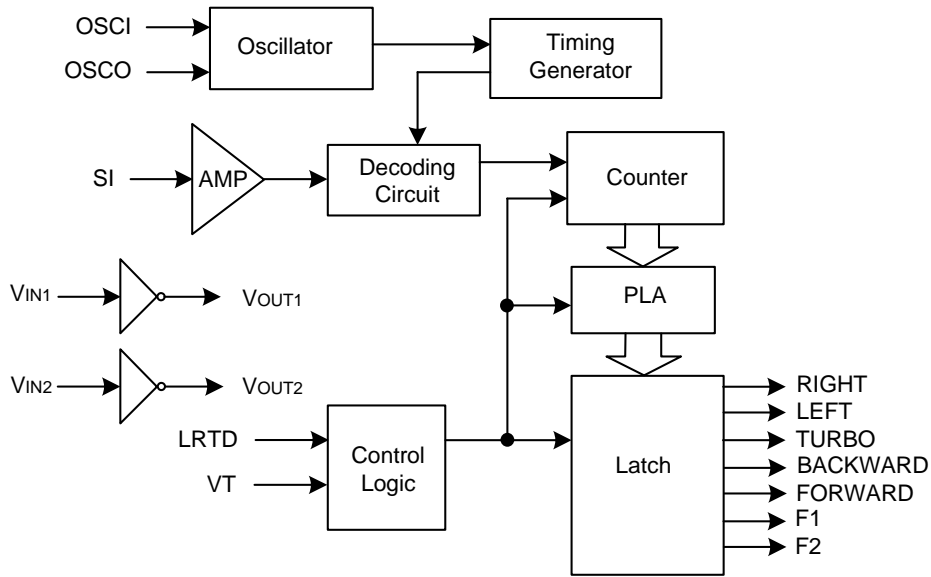 OSCI
OSCO
Oscillator
Timing
Generator
SI
AMP
Decoding
Circuit
Counter
VIN1
VOUT1
PLA
VIN2
VOUT2
LRTD
VT
Control
Logic
Latch
RIGHT
LEFT
TURBO
BACKWARD
FORWARD
F1
F2